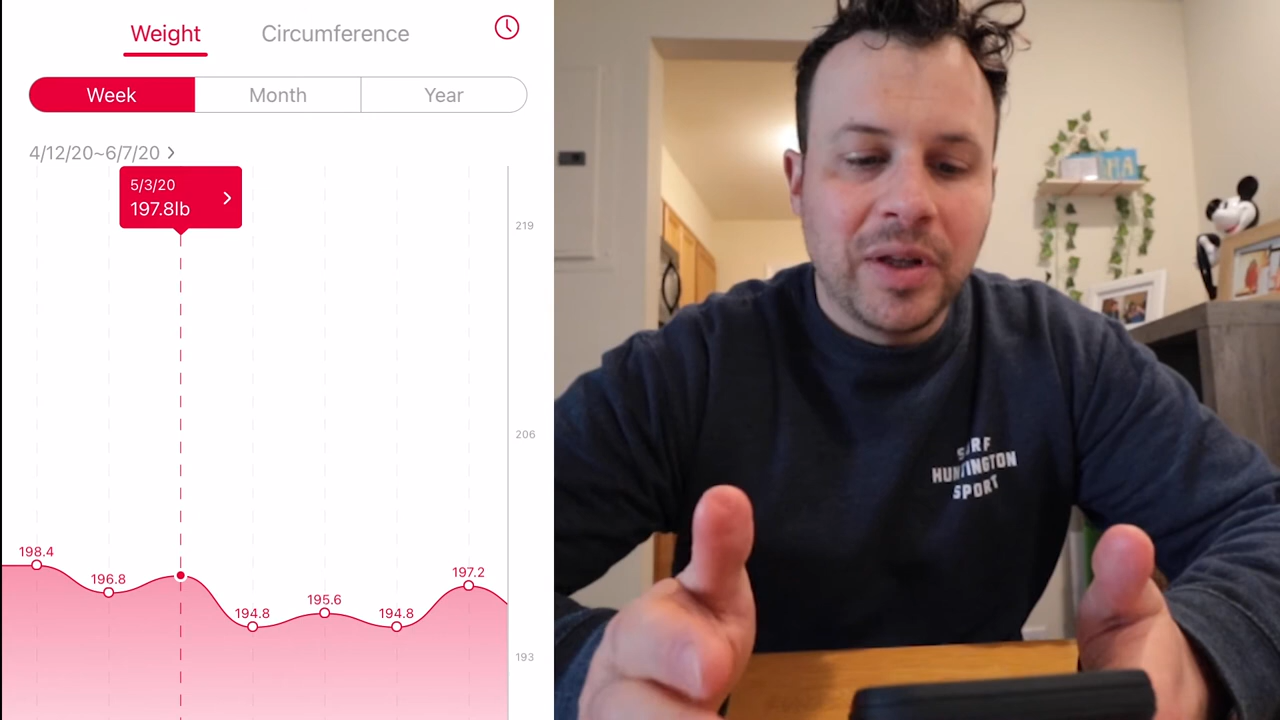 Weight Circumference
Week Month Year
4/12/20~6/7/20 >
5/3/20
197.8lb >
219
206
198.4
196.8
194.8
195.6
194.8
197.2
193
SURF
HUNTINGTON
SPORT